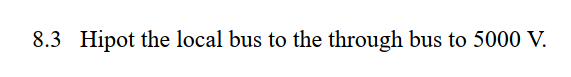 8.3 Hipot the local bus to the through bus to 5000 V.